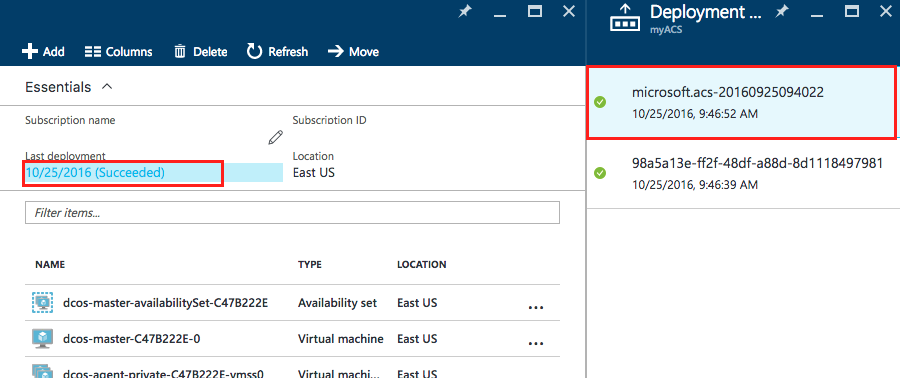 Add
Columns
Delete
Refresh
Move
Essentials
Subscription name
Subscription ID
Last deployment
Location
10/25/2016 (Succeeded)
East US
Filter items...
NAME
TYPE
LOCATION
dcos-master-availabilitySet-C47B222E
Availability set
East US
...
dcos-master-C47B222E-0
Virtual machine
East US
...
dcos-agent-private-C47B222E-vmss0
Virtual machi...
East US
Deployment ...
myACS
microsoft.acs-20160925094022
10/25/2016, 9:46:52 AM
98a5a13e-ff2f-48df-a88d-8d1118497981
10/25/2016, 9:46:39 AM